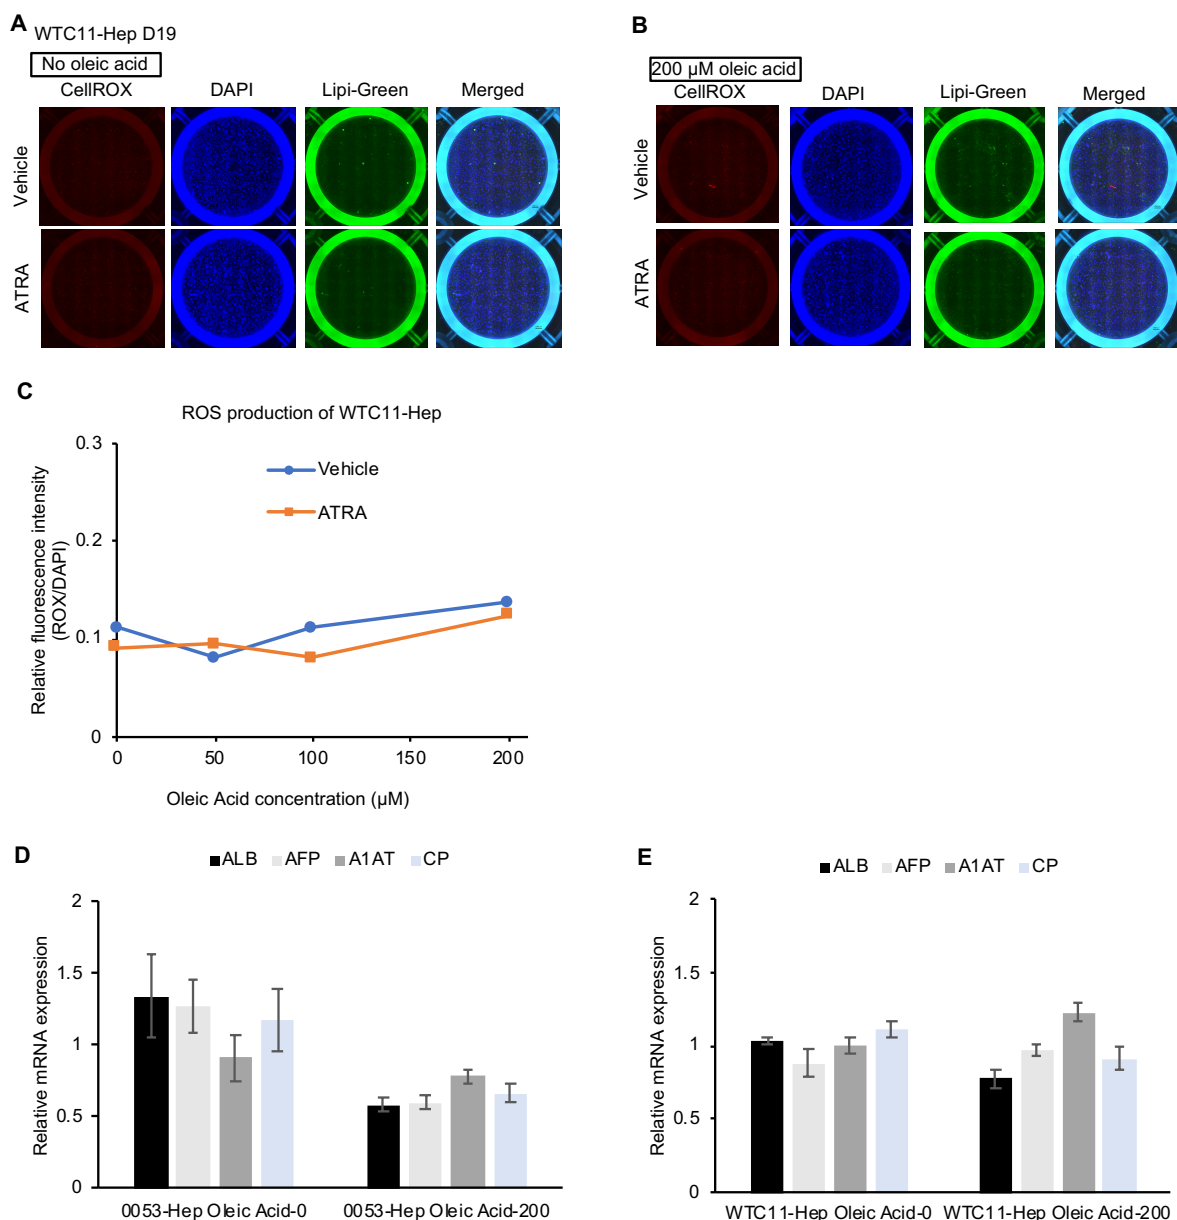 A
WTC11-Hep D19
No oleic acid
CellROX DAPI Lipi-Green Merged
Vehicle
ATRA
B
200 µM oleic acid
CellROX DAPI Lipi-Green Merged
Vehicle
ATRA
C
ROS production of WTC11-Hep
Relative fluorescence intensity
(ROX/DAPI)
0.3
0.2
0.1
0
Vehicle
ATRA
0 50 100 150 200
Oleic Acid concentration (µM)
D
ALB AFP A1AT CP
Relative mRNA expression
2
1.5
1
0.5
0
0053-Hep Oleic Acid-0 0053-Hep Oleic Acid-200
E
ALB AFP A1AT CP
Relative mRNA expression
2
1.5
1
0.5
0
WTC11-Hep Oleic Acid-0 WTC11-Hep Oleic Acid-200